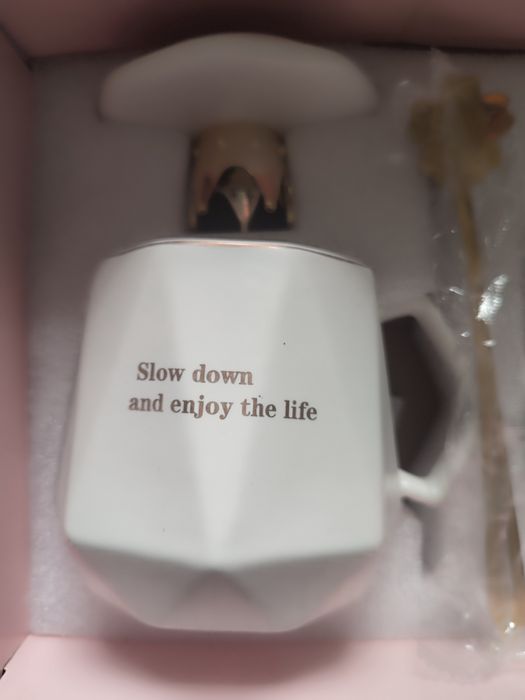 Slow down
and enjoy the life